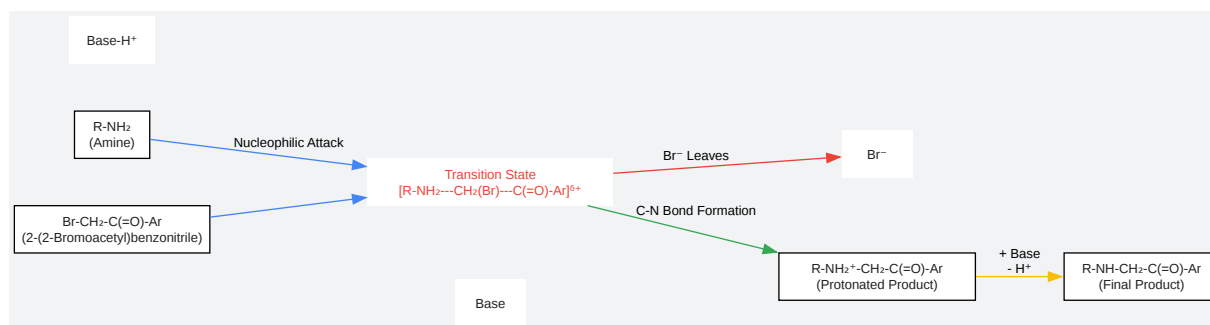 Base-H⁺
R-NH₂
(Amine)
Nucleophilic Attack
Br⁻ Leaves
Br⁻
Transition State
[R-NH₂---CH₂(Br)---C(=O)-Ar]ᵟ⁺
Br-CH₂-C(=O)-Ar
(2-(2-Bromoacetyl)benzonitrile)
C-N Bond Formation
+ Base
- H⁺
R-NH₂⁺-CH₂-C(=O)-Ar
(Protonated Product)
R-NH-CH₂-C(=O)-Ar
(Final Product)
Base